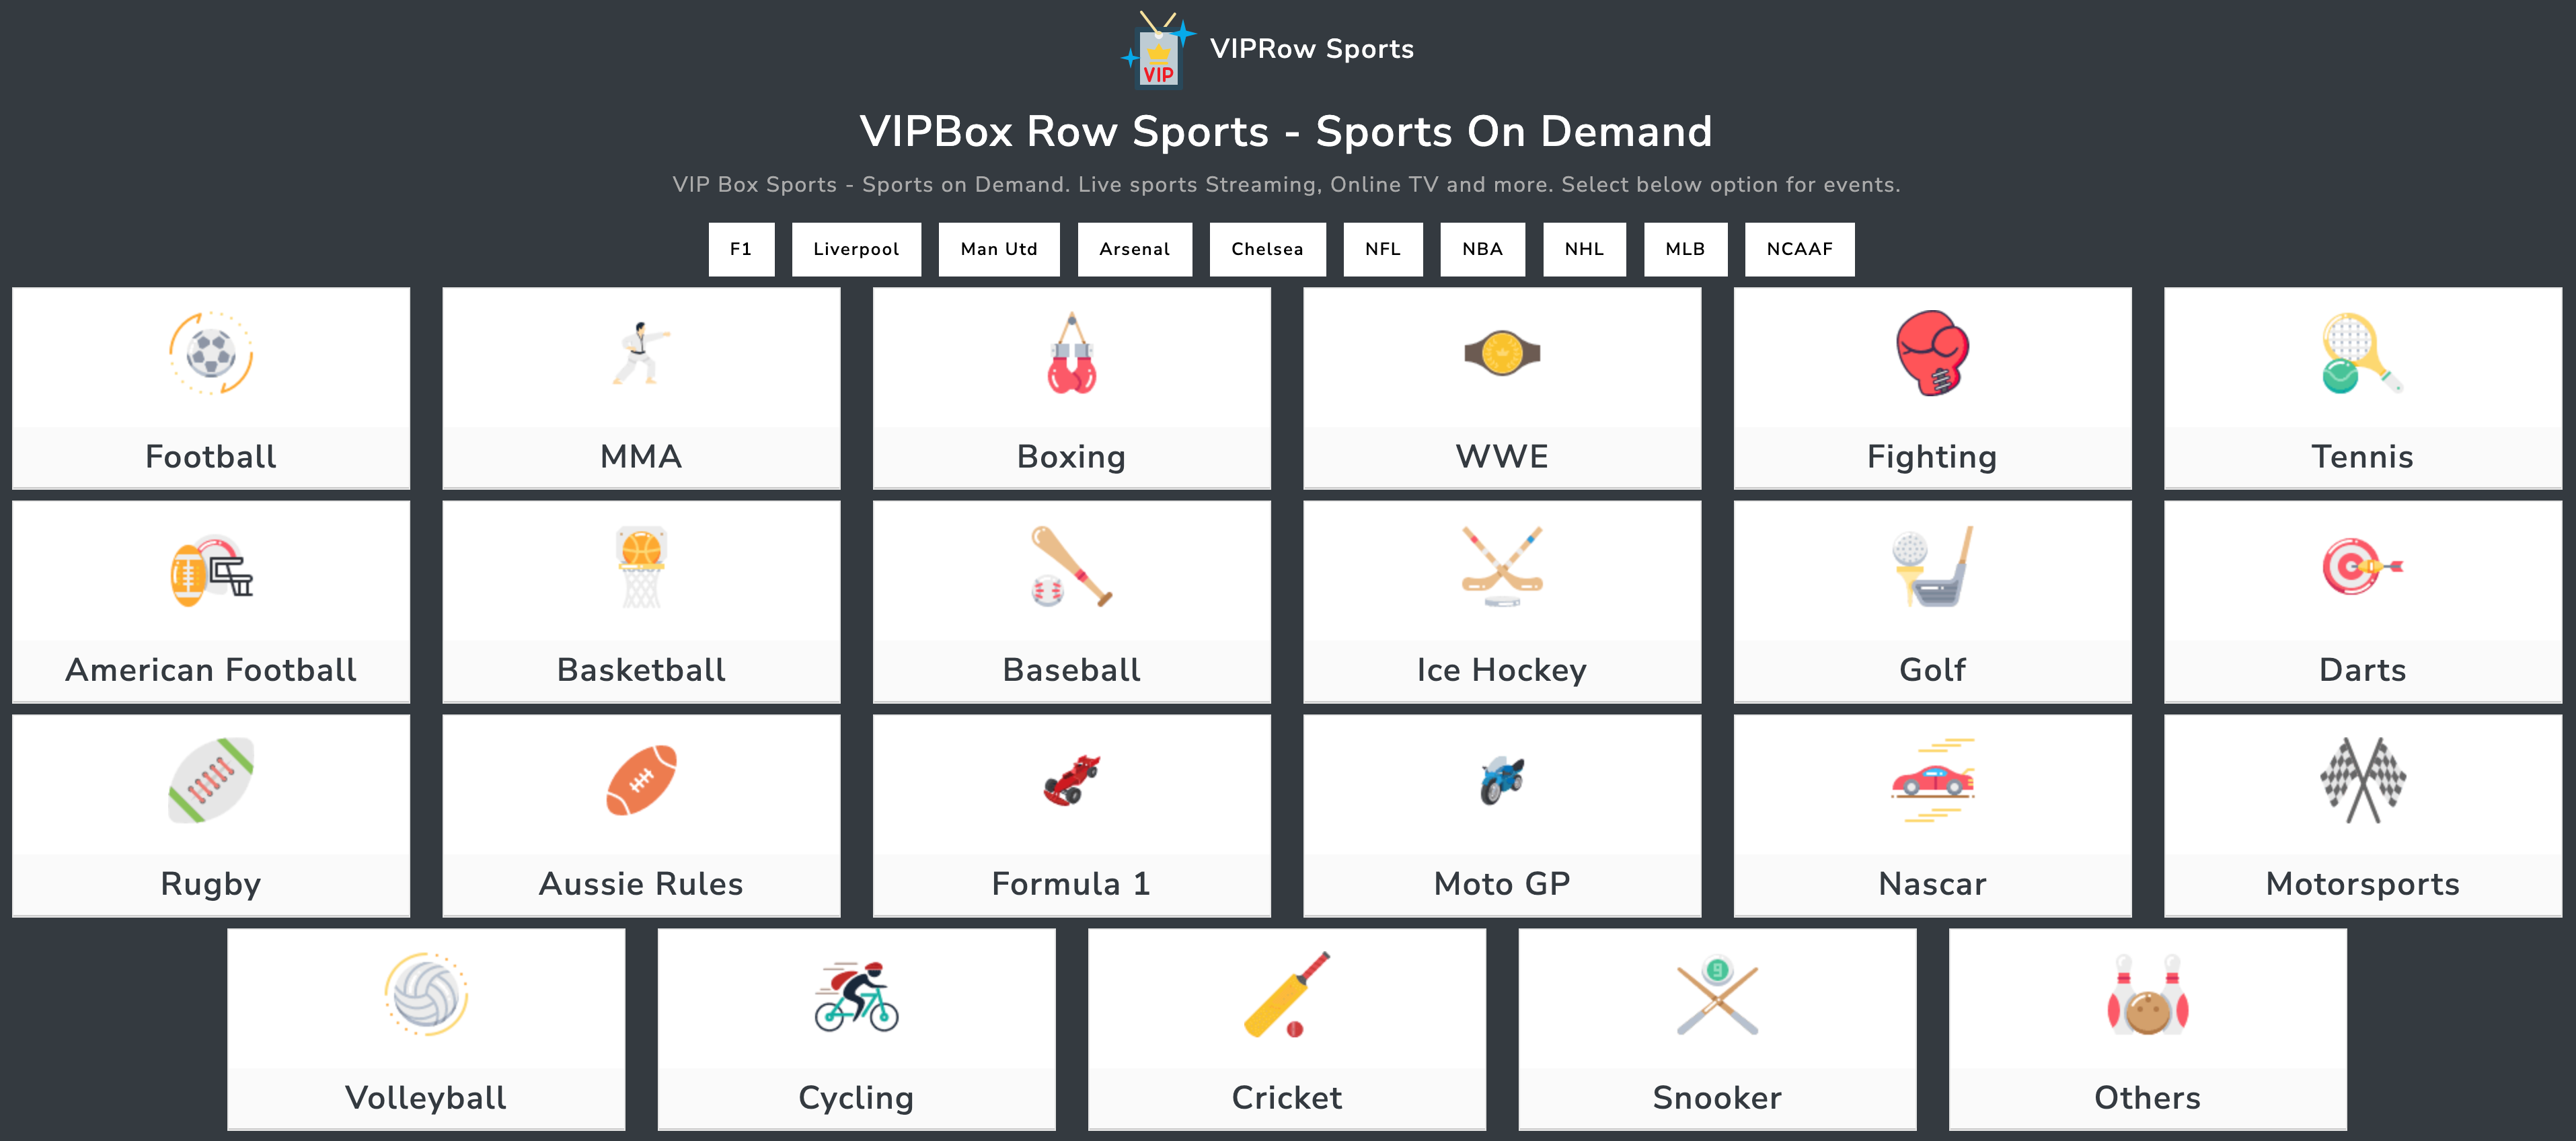 VIP
VIPRow Sports
VIPBox Row Sports - Sports On Demand
VIP Box Sports - Sports on Demand. Live sports Streaming, Online TV and more. Select below option for events.
F1 Liverpool Man Utd Arsenal Chelsea NFL NBA NHL MLB NCAAF
Football MMA Boxing WWE Fighting Tennis
American Football Basketball Baseball Ice Hockey Golf Darts
Rugby Aussie Rules Formula 1 Moto GP Nascar Motorsports
9
Volleyball Cycling Cricket Snooker Others